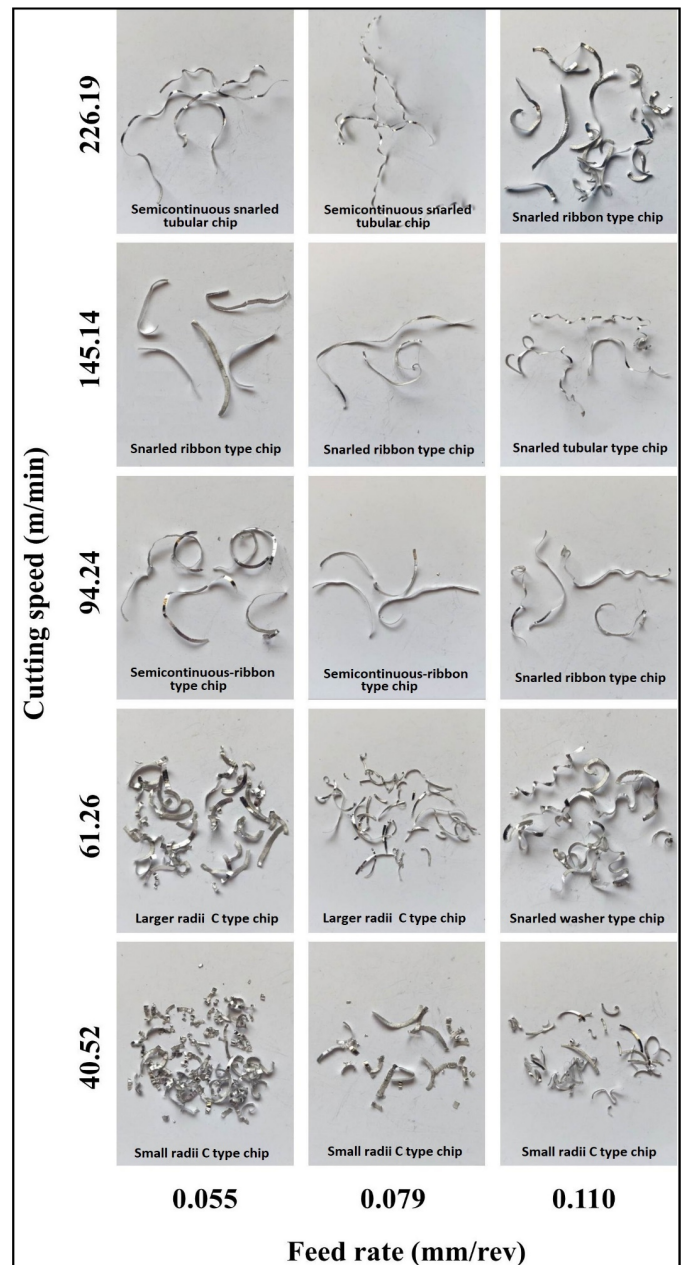 Cutting speed (m/min)
226.19
Semicontinuous snarled
tubular chip
Semicontinuous snarled
tubular chip
Snarled ribbon type chip
145.14
Snarled ribbon type chip
Snarled ribbon type chip
Snarled tubular type chip
94.24
Semicontinuous-ribbon
type chip
Semicontinuous-ribbon
type chip
Snarled ribbon type chip
61.26
Larger radii C type chip
Larger radii C type chip
Snarled washer type chip
40.52
Small radii C type chip
Small radii C type chip
Small radii C type chip
0.055
0.079
0.110
Feed rate (mm/rev)